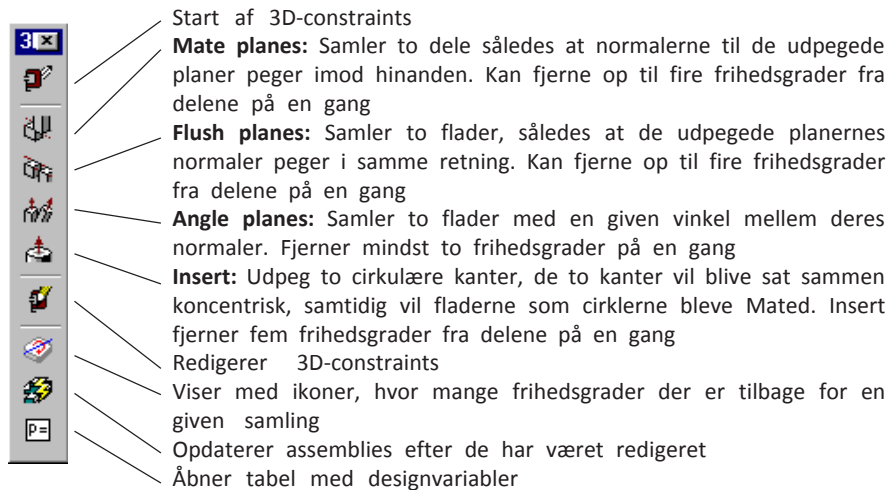 3
Start af 3D-constraints
Mate planes: Samler to dele således at normalerne til de udpegede
planer peger imod hinanden. Kan fjerne op til fire frihedsgrader fra
delene på en gang
Flush planes: Samler to flader, således at de udpegede planernes
normaler peger i samme retning. Kan fjerne op til fire frihedsgrader
fra delene på en gang
Angle planes: Samler to flader med en given vinkel mellem deres
normaler. Fjerner mindst to frihedsgrader på en gang
Insert: Udpeg to cirkulære kanter, de to kanter vil blive sat sammen
koncentrisk, samtidig vil fladerne som cirklerne bleve Mated. Insert
fjerner fem frihedsgrader fra delene på en gang
Redigerer 3D-constraints
Viser med ikoner, hvor mange frihedsgrader der er tilbage for en
given samling
Opdaterer assemblies efter de har været redigeret
P=
Åbner tabel med designvariabler